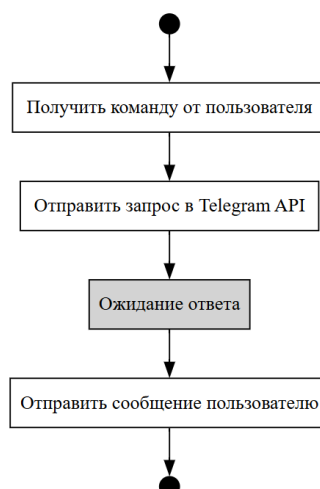 Получить команду от пользователя
Отправить запрос в Telegram API
Ожидание ответа
Отправить сообщение пользователю